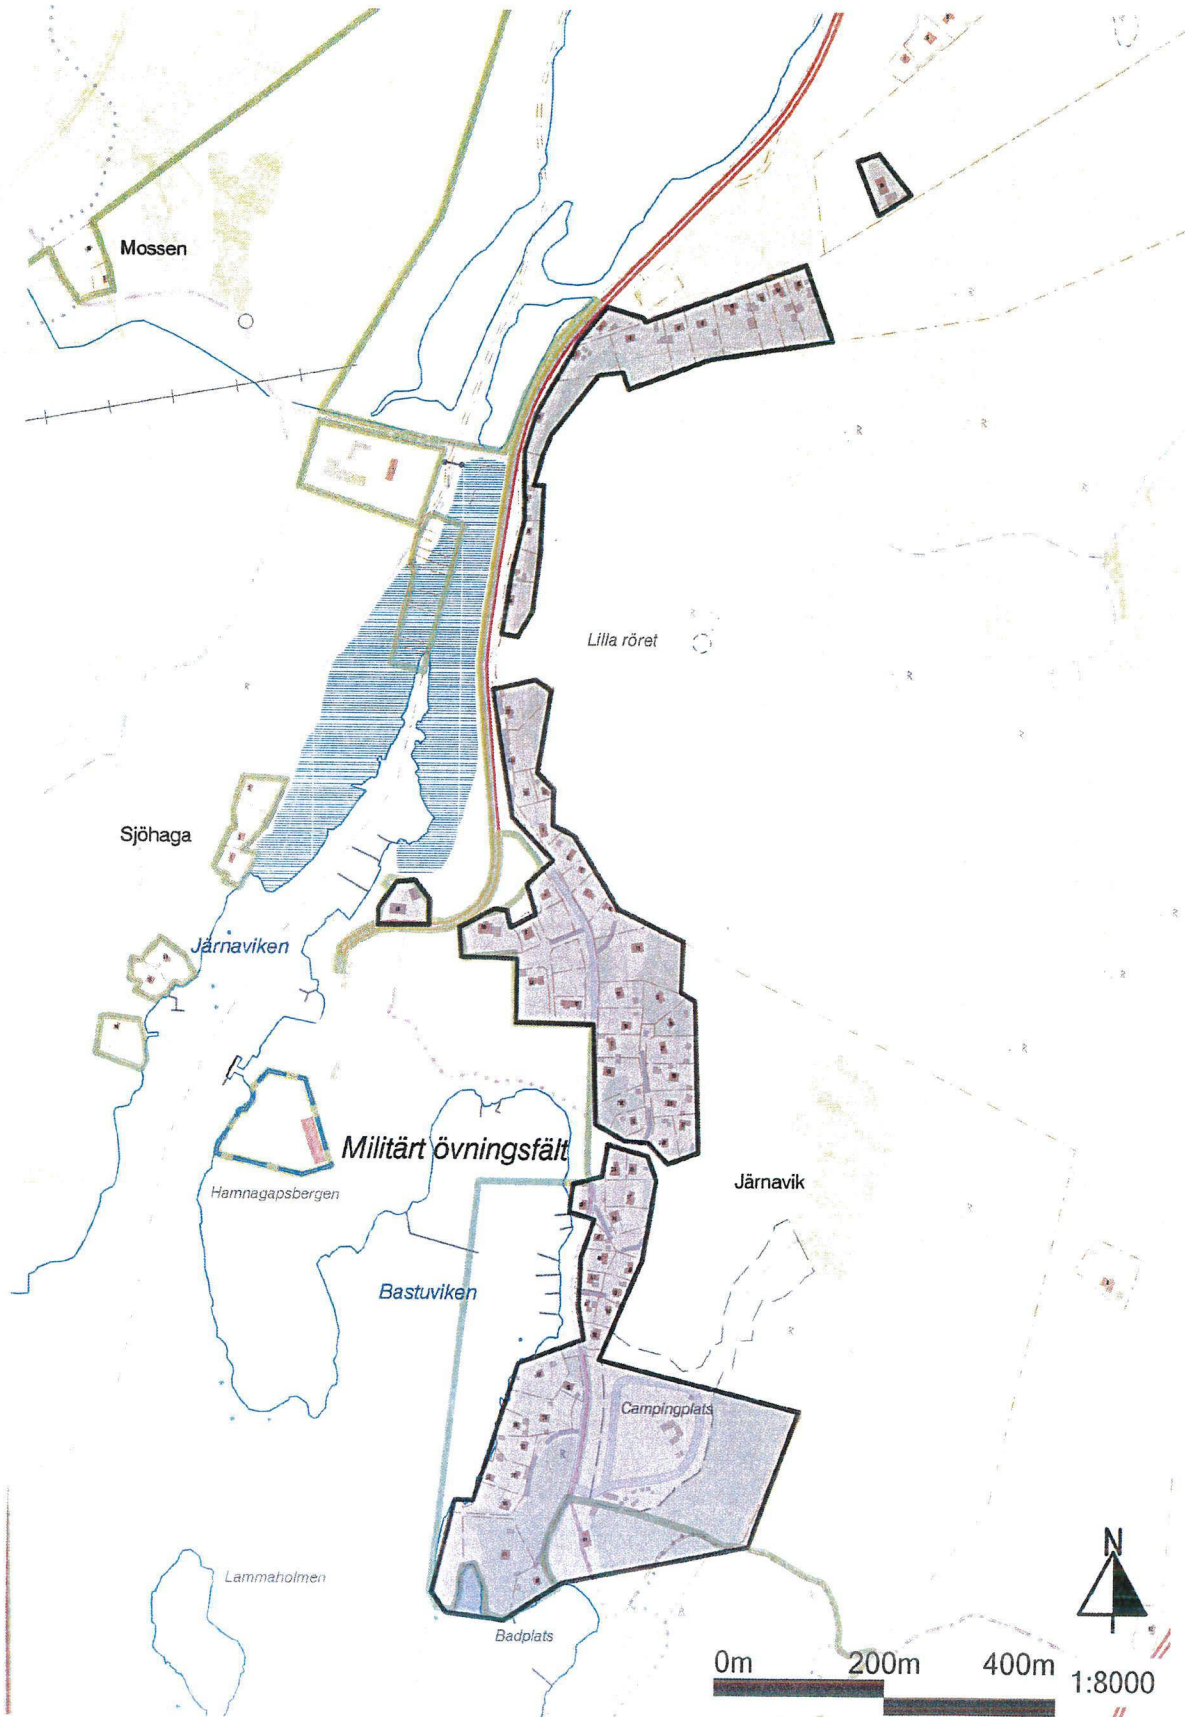 Mossen
Lilla röret
Sjöhaga
Järnaviken
Militärt övningsfält
Hamnagapsbergen
Järnavik
Bastuviken
Campingplats
Lammaholmen
Badplats
N
0m 200m 400m 1:8000